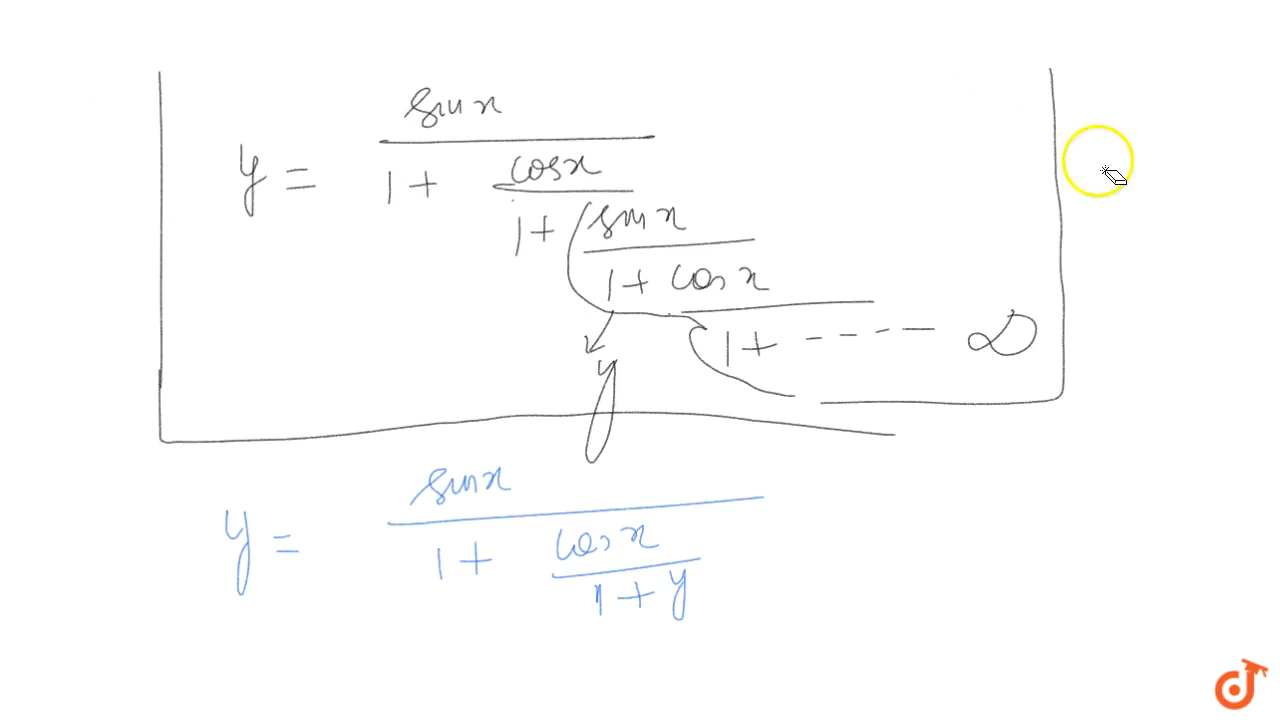 sin x
y = 1 + cos x
1 + sin x
1 + cos x
1 + - - - - ∞
y
sin x
y = 1 + cos x
1 + y